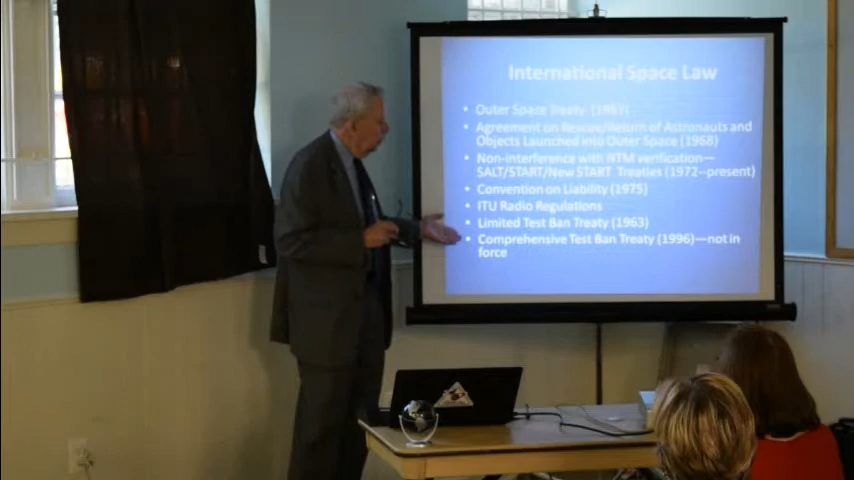 International Space Law
• Outer Space Treaty (1967)
• Agreement on Rescue/Return of Astronauts and
Objects Launched into Outer Space (1968)
• Non-interference with NTM verification—
SALT/START/New START Treaties (1972--present)
• Convention on Liability (1975)
• ITU Radio Regulations
• Limited Test Ban Treaty (1963)
• Comprehensive Test Ban Treaty (1996)—not in
force